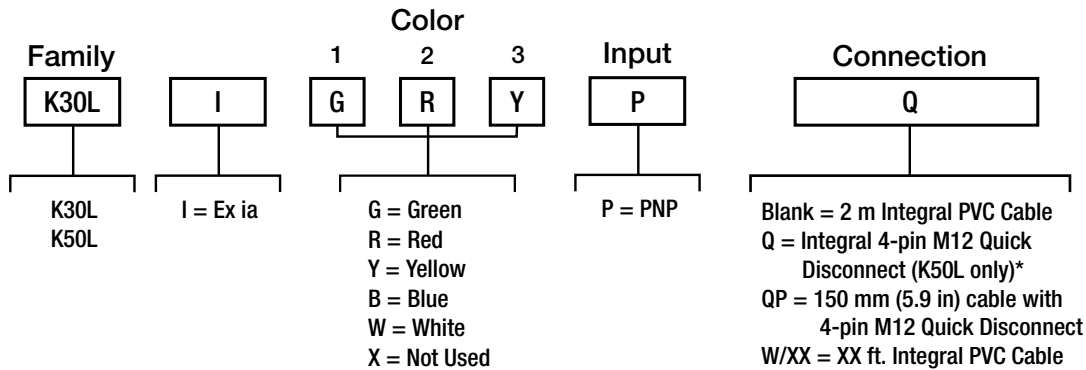 Color
Family 1 2 3 Input Connection
K30L I G R Y P Q
K30L
K50L
I = Ex ia
G = Green
R = Red
Y = Yellow
B = Blue
W = White
X = Not Used
P = PNP
Blank = 2 m Integral PVC Cable
Q = Integral 4-pin M12 Quick
Disconnect (K50L only)*
QP = 150 mm (5.9 in) cable with
4-pin M12 Quick Disconnect
W/XX = XX ft. Integral PVC Cable